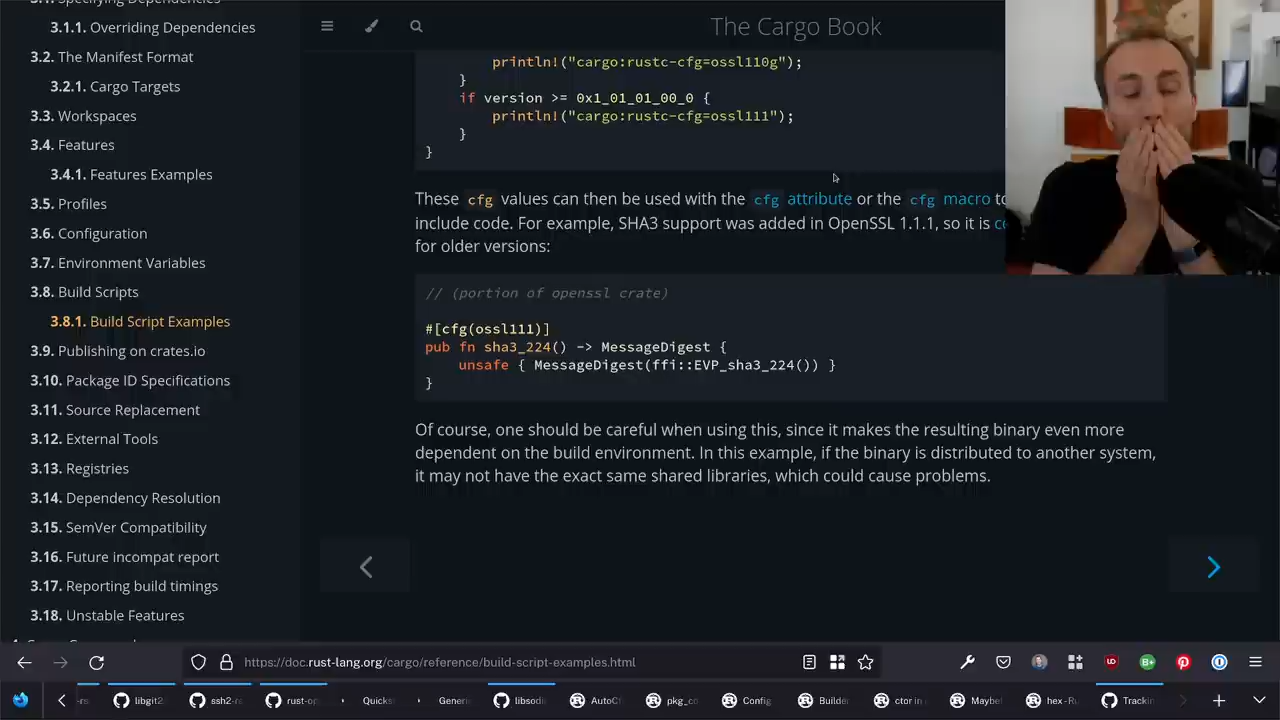 3.1. Specifying Dependencies
3.1.1. Overriding Dependencies
3.2. The Manifest Format
3.2.1. Cargo Targets
3.3. Workspaces
3.4. Features
3.4.1. Features Examples
3.5. Profiles
3.6. Configuration
3.7. Environment Variables
3.8. Build Scripts
3.8.1. Build Script Examples
3.9. Publishing on crates.io
3.10. Package ID Specifications
3.11. Source Replacement
3.12. External Tools
3.13. Registries
3.14. Dependency Resolution
3.15. SemVer Compatibility
3.16. Future incompat report
3.17. Reporting build timings
3.18. Unstable Features
The Cargo Book
println!("cargo:rustc-cfg=ossl110g");
}
if version >= 0x1_01_01_00_0 {
println!("cargo:rustc-cfg=ossl111");
}
}
These cfg values can then be used with the cfg attribute or the cfg macro to
include code. For example, SHA3 support was added in OpenSSL 1.1.1, so it is
for older versions:
// (portion of openssl crate)
#[cfg(ossl111)]
pub fn sha3_224() -> MessageDigest {
unsafe { MessageDigest(ffi::EVP_sha3_224()) }
}
Of course, one should be careful when using this, since it makes the resulting binary even more
dependent on the build environment. In this example, if the binary is distributed to another system,
it may not have the exact same shared libraries, which could cause problems.
https://doc.rust-lang.org/cargo/reference/build-script-examples.html
-rs libgit2 ssh2-r rust-op Quicks Generi libsodi AutoCf pkg_co Config Builder ctor in Maybel hex - Ru Trackin